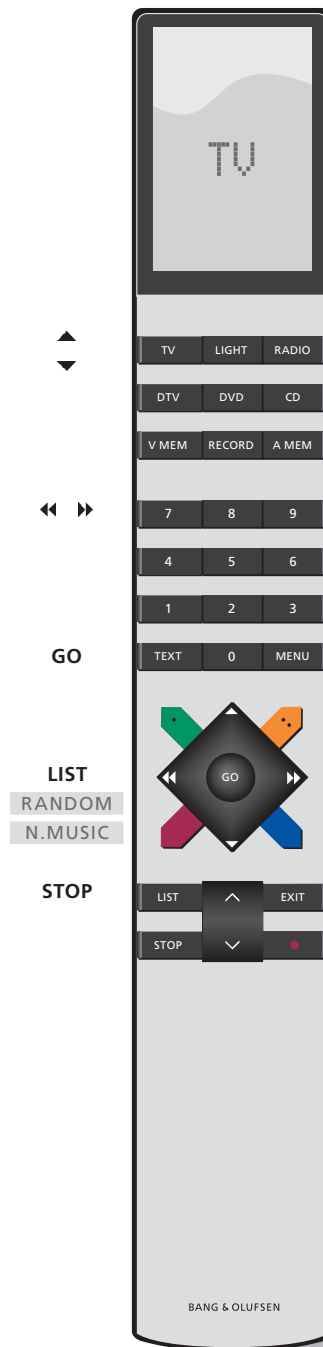 TV
TV LIGHT RADIO
DTV DVD CD
V MEM RECORD A MEM
7 8 9
4 5 6
1 2 3
GO TEXT 0 MENU
GO
LIST
RANDOM
N.MUSIC
STOP LIST EXIT
STOP
BANG & OLUFSEN